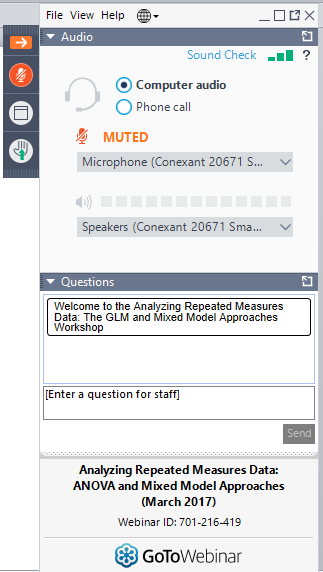 File View Help
Audio
Sound Check ?
Computer audio
Phone call
MUTED
Microphone (Conexant 20671 S...
Speakers (Conexant 20671 Sma...
Questions
Welcome to the Analyzing Repeated Measures
Data: The GLM and Mixed Model Approaches
Workshop
[Enter a question for staff]
Send
Analyzing Repeated Measures Data:
ANOVA and Mixed Model Approaches
(March 2017)
Webinar ID: 701-216-419
GoToWebinar